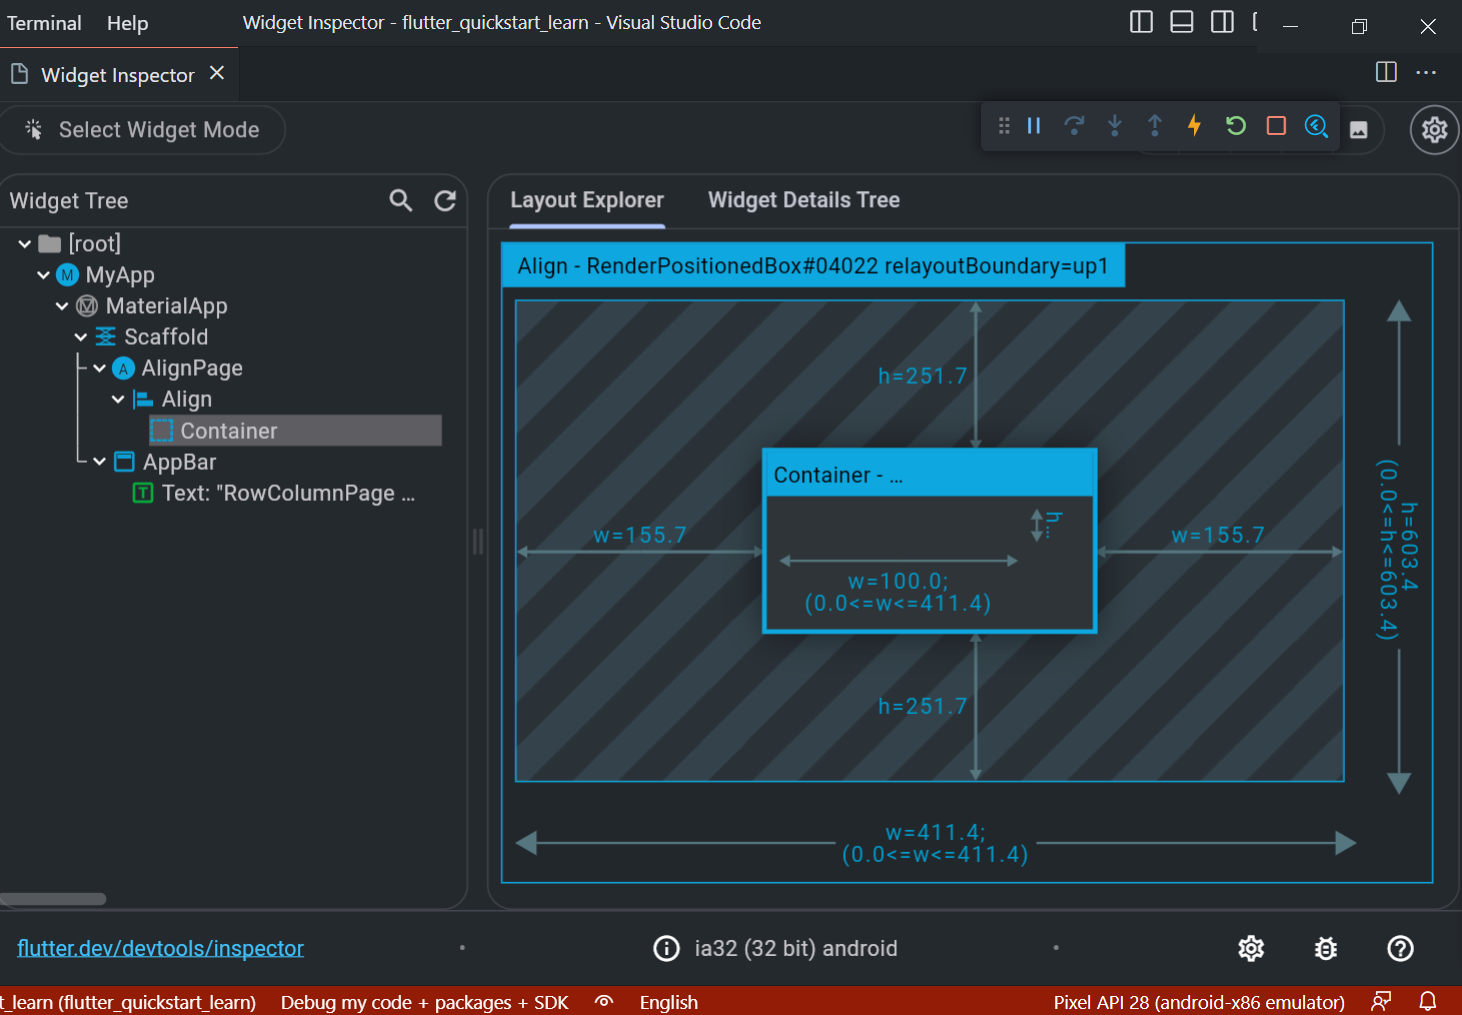 Terminal Help Widget Inspector - flutter_quickstart_learn - Visual Studio Code
Widget Inspector
Select Widget Mode
Widget Tree
[root]
MyApp
MaterialApp
Scaffold
AlignPage
Align
Container
AppBar
Text: "RowColumnPage ...
Layout Explorer Widget Details Tree
Align - RenderPositionedBox#04022 relayoutBoundary=up1
h=251.7
Container - ...
h...
w=155.7
w=100.0;
(0.0<=w<=411.4)
w=155.7
h=251.7
h=603.4
(0.0<=h<=603.4)
w=411.4;
(0.0<=w<=411.4)
flutter.dev/devtools/inspector • ia32 (32 bit) android •
t_learn (flutter_quickstart_learn) Debug my code + packages + SDK English Pixel API 28 (android-x86 emulator)